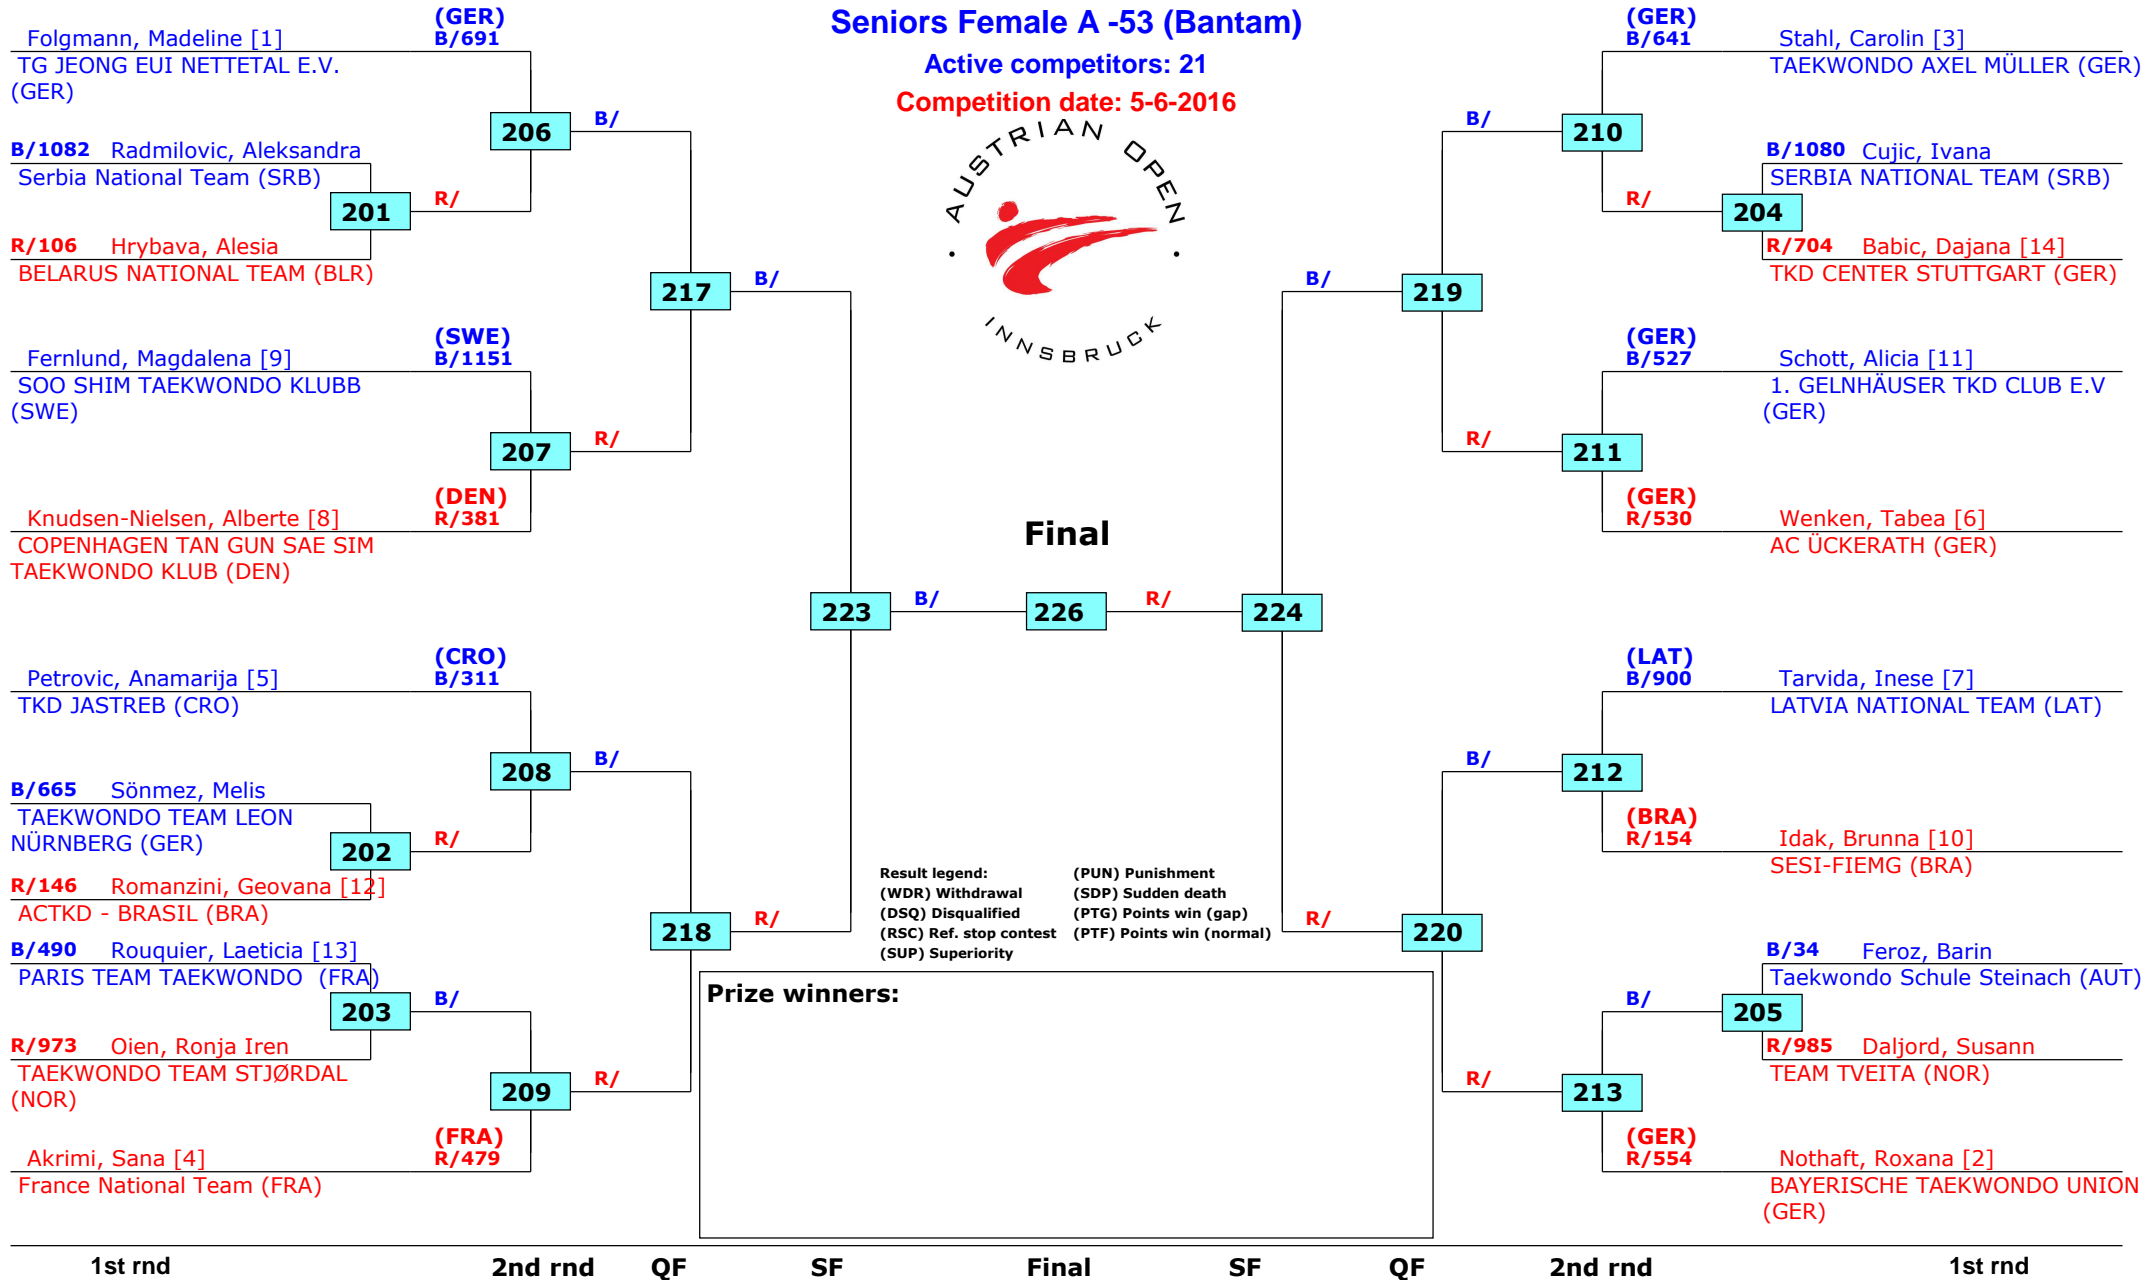 Seniors Female A -53 (Bantam)
Active competitors: 21
Competition date: 5-6-2016
AUSTRIAN OPEN
INNSBRUCK
(GER)
Folgmann, Madeline [1] B/691
TG JEONG EUI NETTETAL E.V.
(GER)
206
B/
B/1082 Radmilovic, Aleksandra
Serbia National Team (SRB)
201
R/
R/106 Hrybava, Alesia
BELARUS NATIONAL TEAM (BLR)
217
B/
(SWE)
Fernlund, Magdalena [9] B/1151
SOO SHIM TAEKWONDO KLUBB
(SWE)
207
R/
(DEN)
Knudsen-Nielsen, Alberte [8] R/381
COPENHAGEN TAN GUN SAE SIM
TAEKWONDO KLUB (DEN)
223
B/
(CRO)
Petrovic, Anamarija [5] B/311
TKD JASTREB (CRO)
208
B/
B/665 Sönmez, Melis
TAEKWONDO TEAM LEON
NÜRNBERG (GER)
202
R/
R/146 Romanzini, Geovana [12]
ACTKD - BRASIL (BRA)
218
R/
B/490 Rouquier, Laeticia [13]
PARIS TEAM TAEKWONDO (FRA)
203
B/
R/973 Oien, Ronja Iren
TAEKWONDO TEAM STJØRDAL
(NOR)
209
R/
(FRA)
Akrimi, Sana [4] R/479
France National Team (FRA)
Final
226
R/
224
(GER)
B/641 Stahl, Carolin [3]
TAEKWONDO AXEL MÜLLER (GER)
B/
210
B/1080 Cujic, Ivana
SERBIA NATIONAL TEAM (SRB)
R/
204
R/704 Babic, Dajana [14]
TKD CENTER STUTTGART (GER)
B/
219
(GER)
B/527 Schott, Alicia [11]
1. GELNHÄUSER TKD CLUB E.V
(GER)
R/
211
(GER)
R/530 Wenken, Tabea [6]
AC ÜCKERATH (GER)
(LAT)
B/900 Tarvida, Inese [7]
LATVIA NATIONAL TEAM (LAT)
B/
212
(BRA)
R/154 Idak, Brunna [10]
SESI-FIEMG (BRA)
R/
220
B/34 Feroz, Barin
Taekwondo Schule Steinach (AUT)
B/
205
R/985 Daljord, Susann
TEAM TVEITA (NOR)
R/
213
(GER)
R/554 Nothaft, Roxana [2]
BAYERISCHE TAEKWONDO UNION
(GER)
Result legend: (PUN) Punishment
(WDR) Withdrawal (SDP) Sudden death
(DSQ) Disqualified (PTG) Points win (gap)
(RSC) Ref. stop contest (PTF) Points win (normal)
(SUP) Superiority
Prize winners:
1st rnd 2nd rnd QF SF Final SF QF 2nd rnd 1st rnd